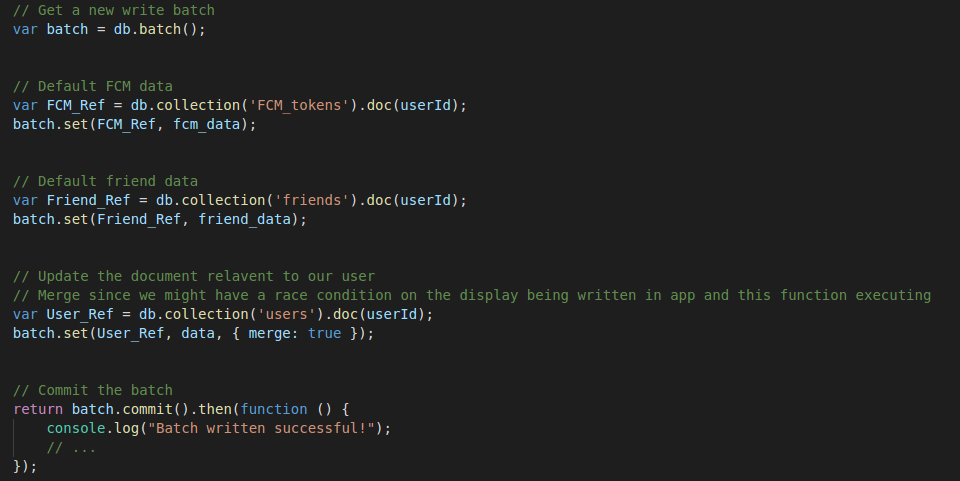 // Get a new write batch
var batch = db.batch();
// Default FCM data
var FCM_Ref = db.collection('FCM_tokens').doc(userId);
batch.set(FCM_Ref, fcm_data);
// Default friend data
var Friend_Ref = db.collection('friends').doc(userId);
batch.set(Friend_Ref, friend_data);
// Update the document relavent to our user
// Merge since we might have a race condition on the display being written in app and this function executing
var User_Ref = db.collection('users').doc(userId);
batch.set(User_Ref, data, { merge: true });
// Commit the batch
return batch.commit().then(function () {
    console.log("Batch written successful!");
    // ...
});